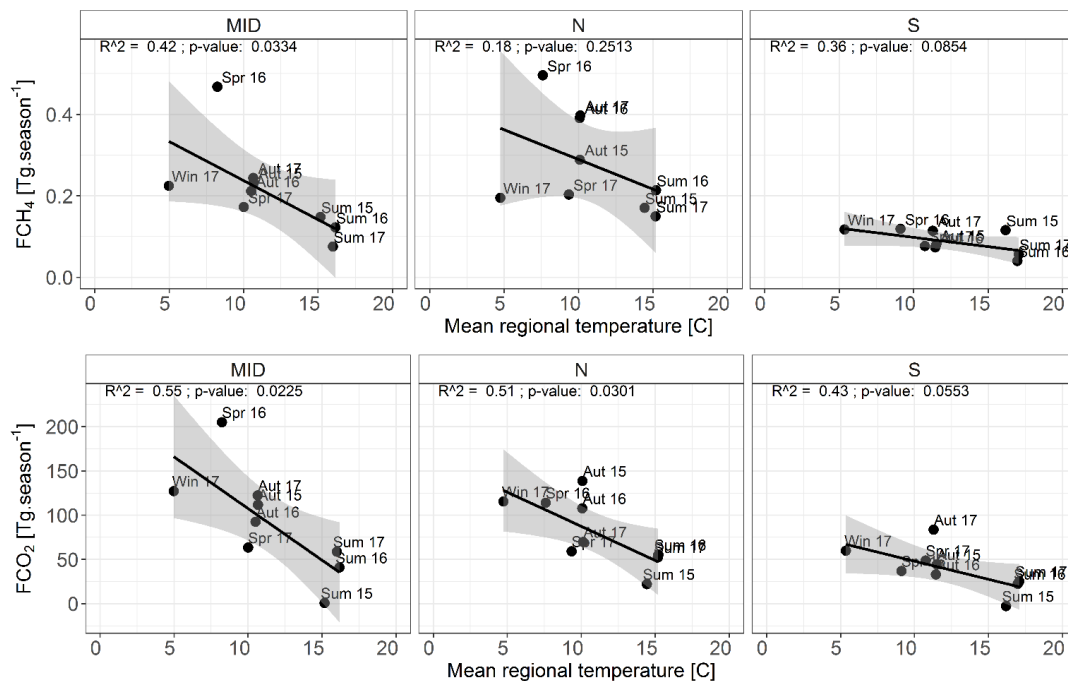 MID
N
S
R^2 = 0.42 ; p-value: 0.0334
R^2 = 0.18 ; p-value: 0.2513
R^2 = 0.36 ; p-value: 0.0854
FCH₄ [Tg.season⁻¹]
0.4
0.2
0.0
Spr 16
Win 17
Aut 17
Aut 15
Aut 16
Spr 17
Sum 15
Sum 16
Sum 17
Spr 16
Aut 17
Aut 16
Aut 15
Win 17
Spr 17
Sum 16
Sum 15
Sum 17
Win 17
Spr 16
Aut 17
Sum 15
Aut 15
Aut 16
Sum 17
Sum 16
0 5 10 15 20
0 5 10 15 20
0 5 10 15 20
Mean regional temperature [C]
MID
N
S
R^2 = 0.55 ; p-value: 0.0225
R^2 = 0.51 ; p-value: 0.0301
R^2 = 0.43 ; p-value: 0.0553
FCO₂ [Tg.season⁻¹]
200
150
100
50
0
Spr 16
Win 17
Aut 17
Aut 15
Aut 16
Spr 17
Sum 17
Sum 16
Sum 15
Aut 15
Win 17
Spr 16
Aut 16
Aut 17
Spr 17
Sum 17
Sum 15
Aut 17
Win 17
Spr 17
Aut 15
Aut 16
Sum 17
Sum 16
Sum 15
0 5 10 15 20
0 5 10 15 20
0 5 10 15 20
Mean regional temperature [C]